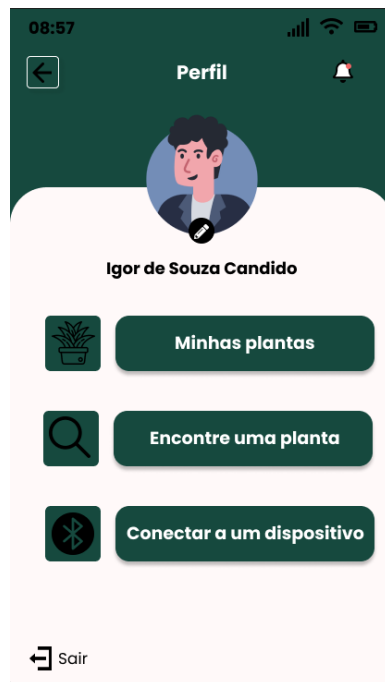 08:57
Perfil
Igor de Souza Candido
Minhas plantas
Encontre uma planta
Conectar a um dispositivo
Sair